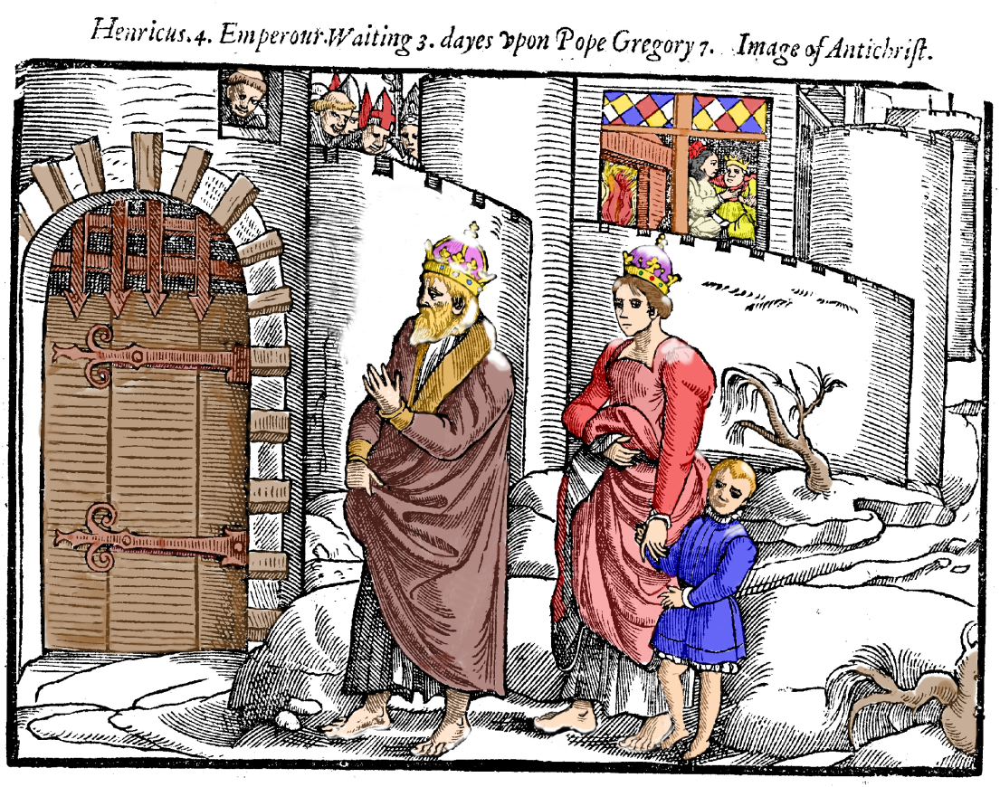 Henricus.4. Emperour.Waiting 3. dayes vpon Pope Gregory 7. Image of Antichriſt.